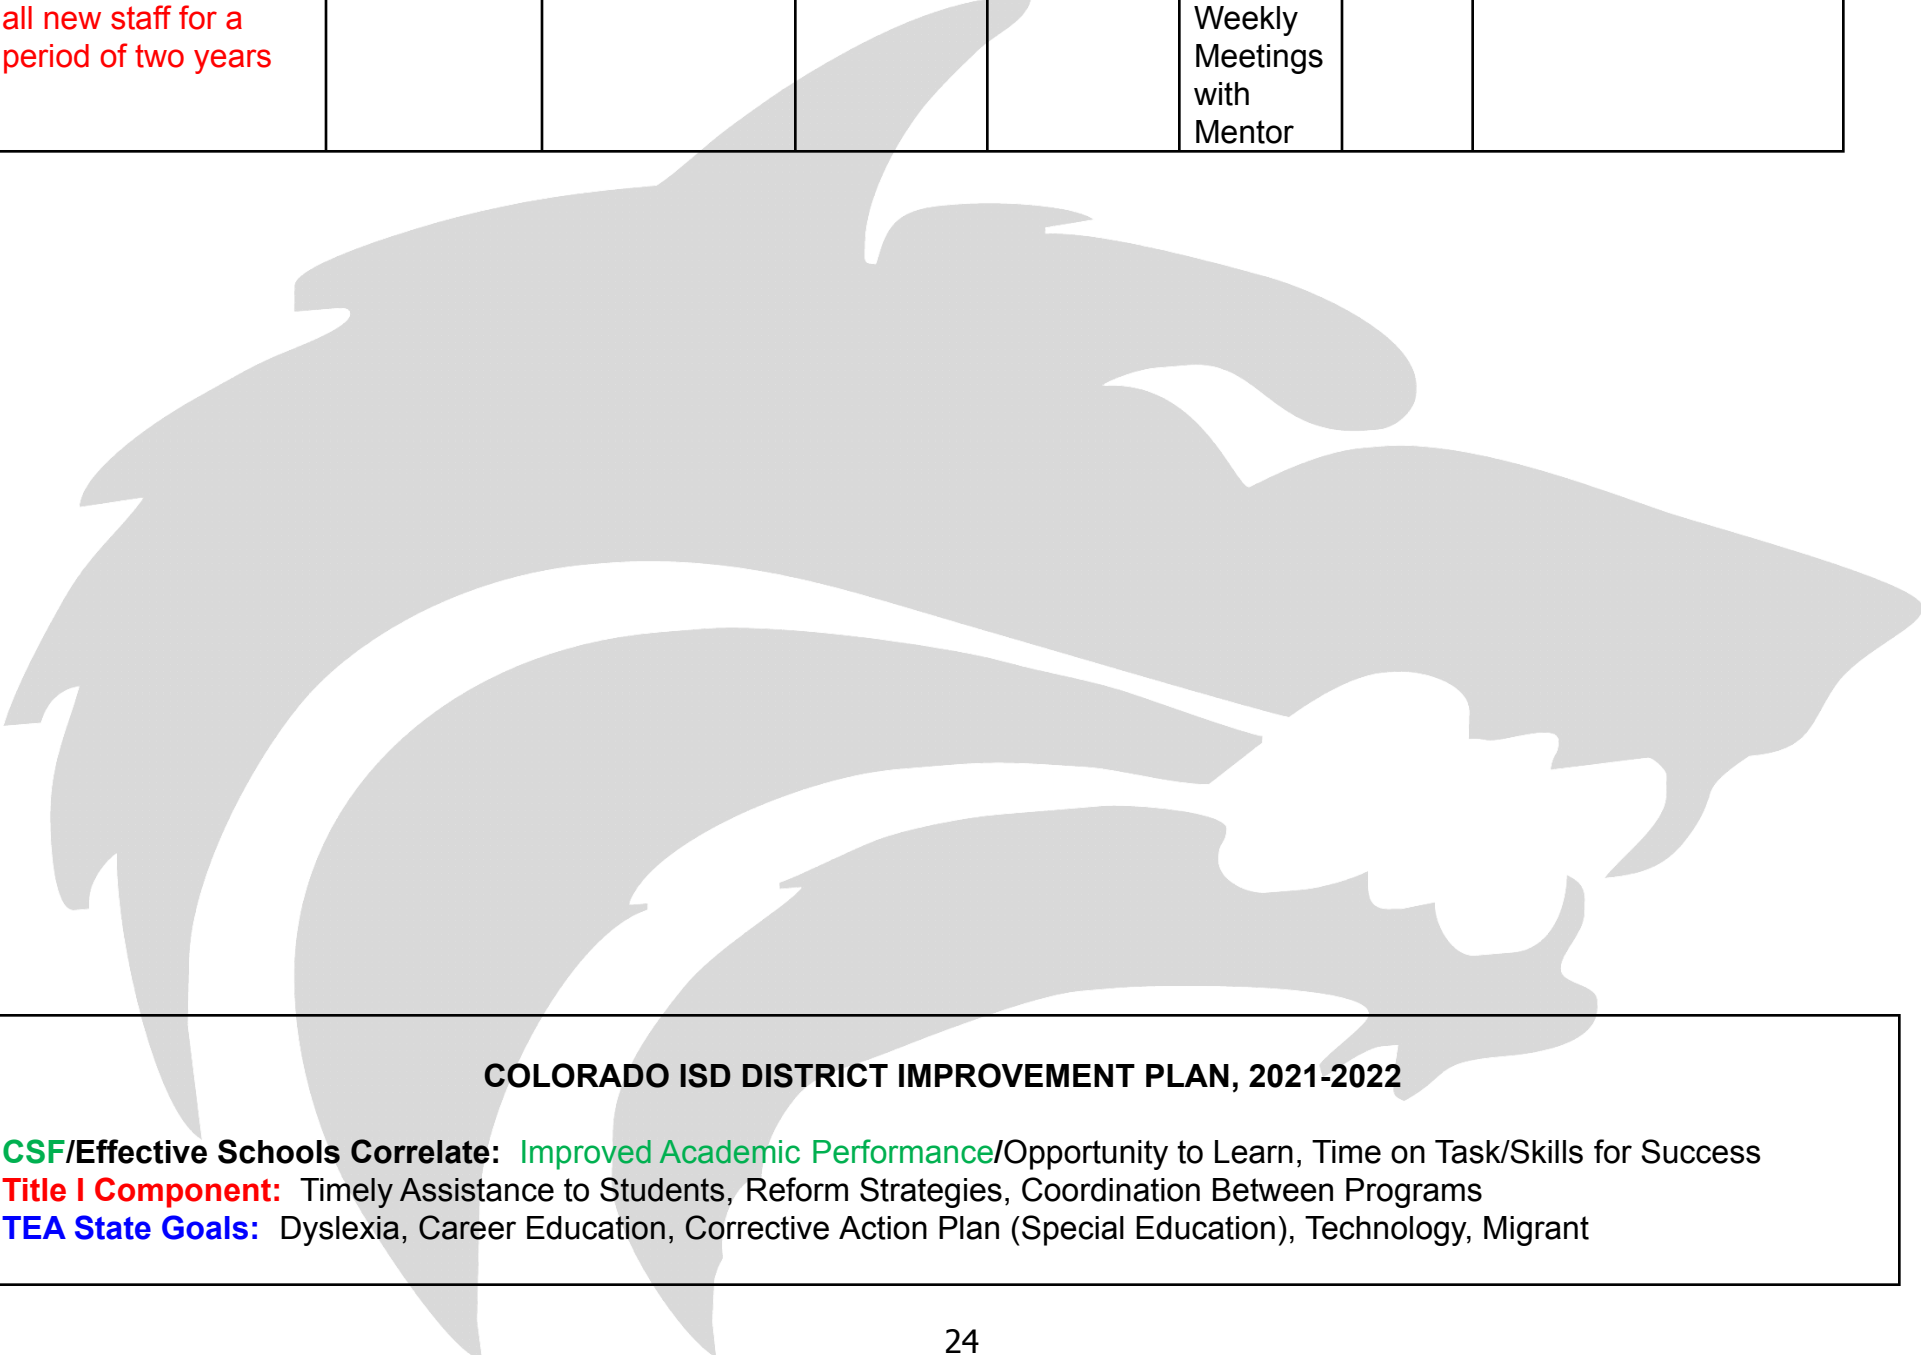 all new staff for a
period of two years
Weekly
Meetings
with
Mentor
COLORADO ISD DISTRICT IMPROVEMENT PLAN, 2021-2022
CSF/Effective Schools Correlate: Improved Academic Performance/Opportunity to Learn, Time on Task/Skills for Success
Title I Component: Timely Assistance to Students, Reform Strategies, Coordination Between Programs
TEA State Goals: Dyslexia, Career Education, Corrective Action Plan (Special Education), Technology, Migrant
24